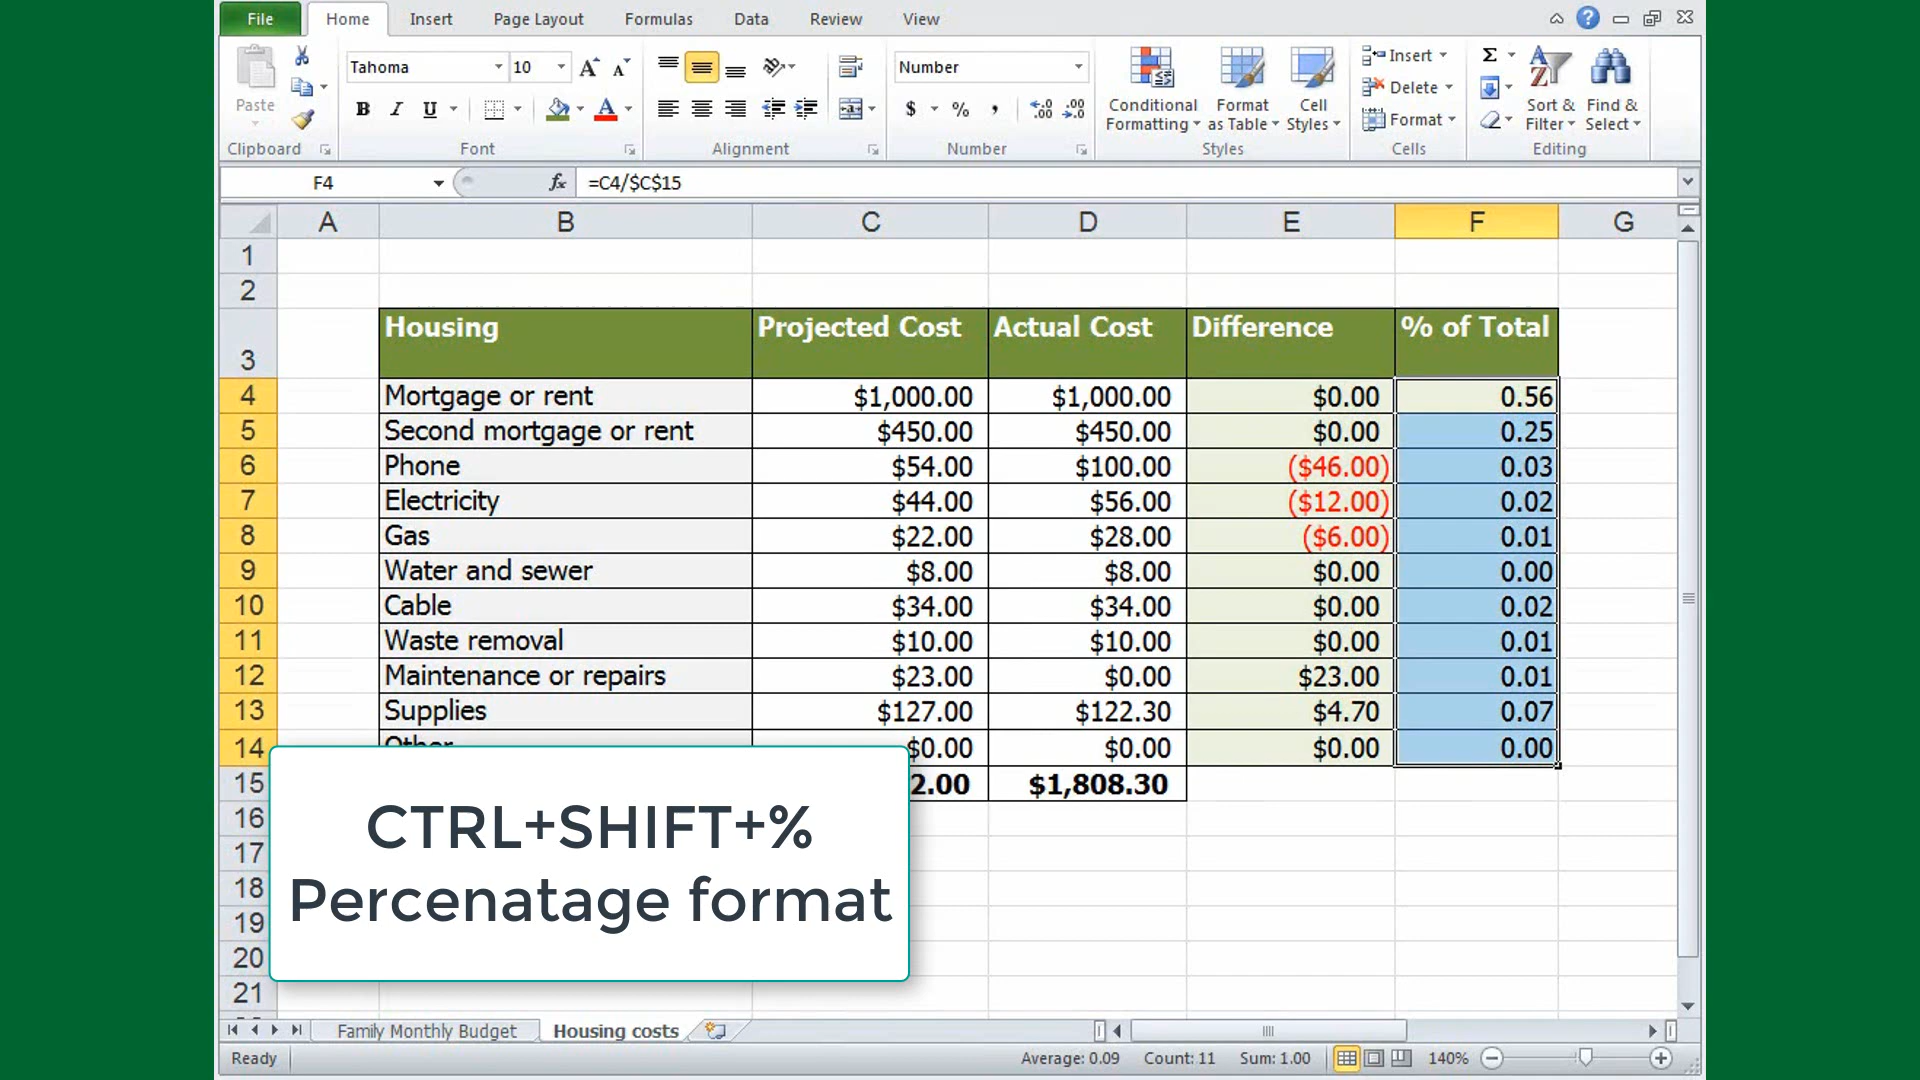 File Home Insert Page Layout Formulas Data Review View
Tahoma 10 Number
Insert
Delete
Format
Paste
B I U $ % , .00 .00
Conditional Formatting
Format as Table
Cell Styles
Sort & Filter
Find & Select
Clipboard Font Alignment Number Styles Cells Editing
F4 fx =C4/$C$15
A B C D E F G
1
2
3 Housing Projected Cost Actual Cost Difference % of Total
4 Mortgage or rent $1,000.00 $1,000.00 $0.00 0.56
5 Second mortgage or rent $450.00 $450.00 $0.00 0.25
6 Phone $54.00 $100.00 ($46.00) 0.03
7 Electricity $44.00 $56.00 ($12.00) 0.02
8 Gas $22.00 $28.00 ($6.00) 0.01
9 Water and sewer $8.00 $8.00 $0.00 0.00
10 Cable $34.00 $34.00 $0.00 0.02
11 Waste removal $10.00 $10.00 $0.00 0.01
12 Maintenance or repairs $23.00 $0.00 $23.00 0.01
13 Supplies $127.00 $122.30 $4.70 0.07
14 Other $0.00 $0.00 $0.00 0.00
15 2.00 $1,808.30
16
17
18
19
20
21
CTRL+SHIFT+%
Percenatage format
Family Monthly Budget Housing costs
Ready Average: 0.09 Count: 11 Sum: 1.00 140%